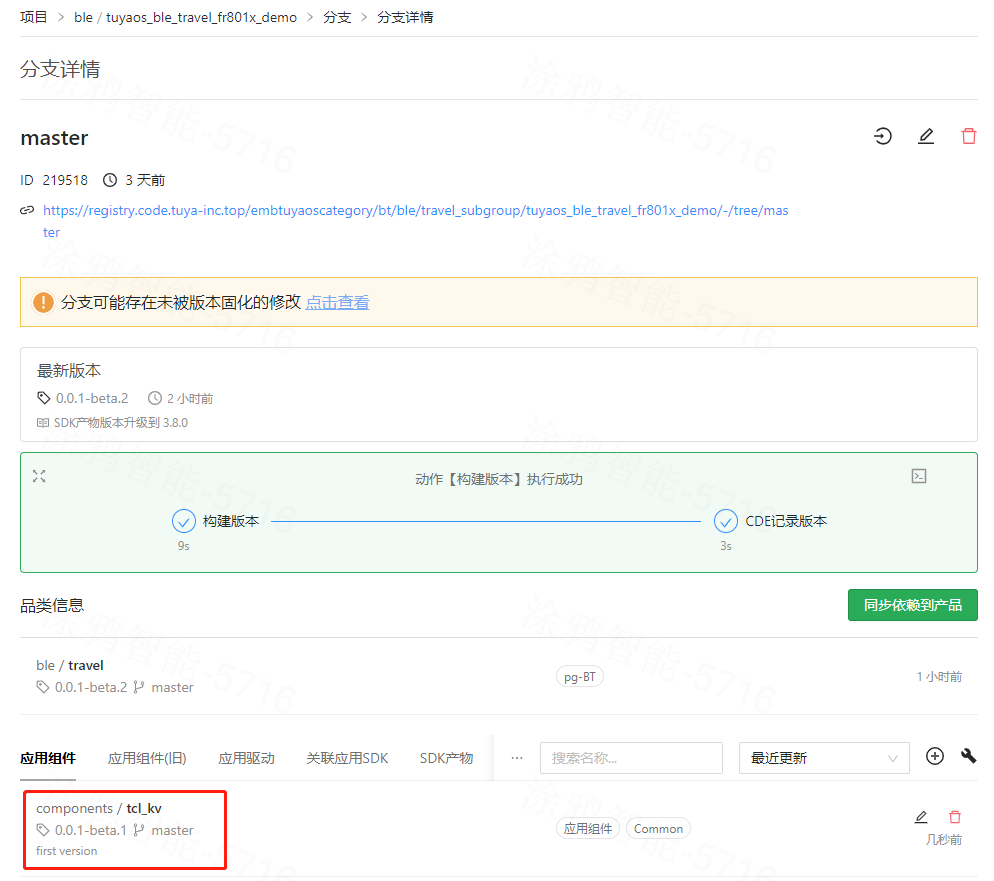 项目 > ble / tuyaos_ble_travel_fr801x_demo > 分支 > 分支详情
分支详情
master
ID 219518 3 天前
https://registry.code.tuya-inc.top/embtuyaoscategory/bt/ble/travel_subgroup/tuyaos_ble_travel_fr801x_demo/-/tree/mas
ter
分支可能存在未被版本固化的修改 点击查看
最新版本
0.0.1-beta.2 2 小时前
SDK产物版本升级到 3.8.0
动作【构建版本】执行成功
构建版本 CDE记录版本
9s 3s
品类信息 同步依赖到产品
ble / travel
pg-BT 1 小时前
0.0.1-beta.2 master
应用组件 应用组件(旧) 应用驱动 关联应用SDK SDK产物 ... 搜索名称... 最近更新
components / tcl_kv
0.0.1-beta.1 master 应用组件 Common
first version 几秒前
涂鸦智能-5716